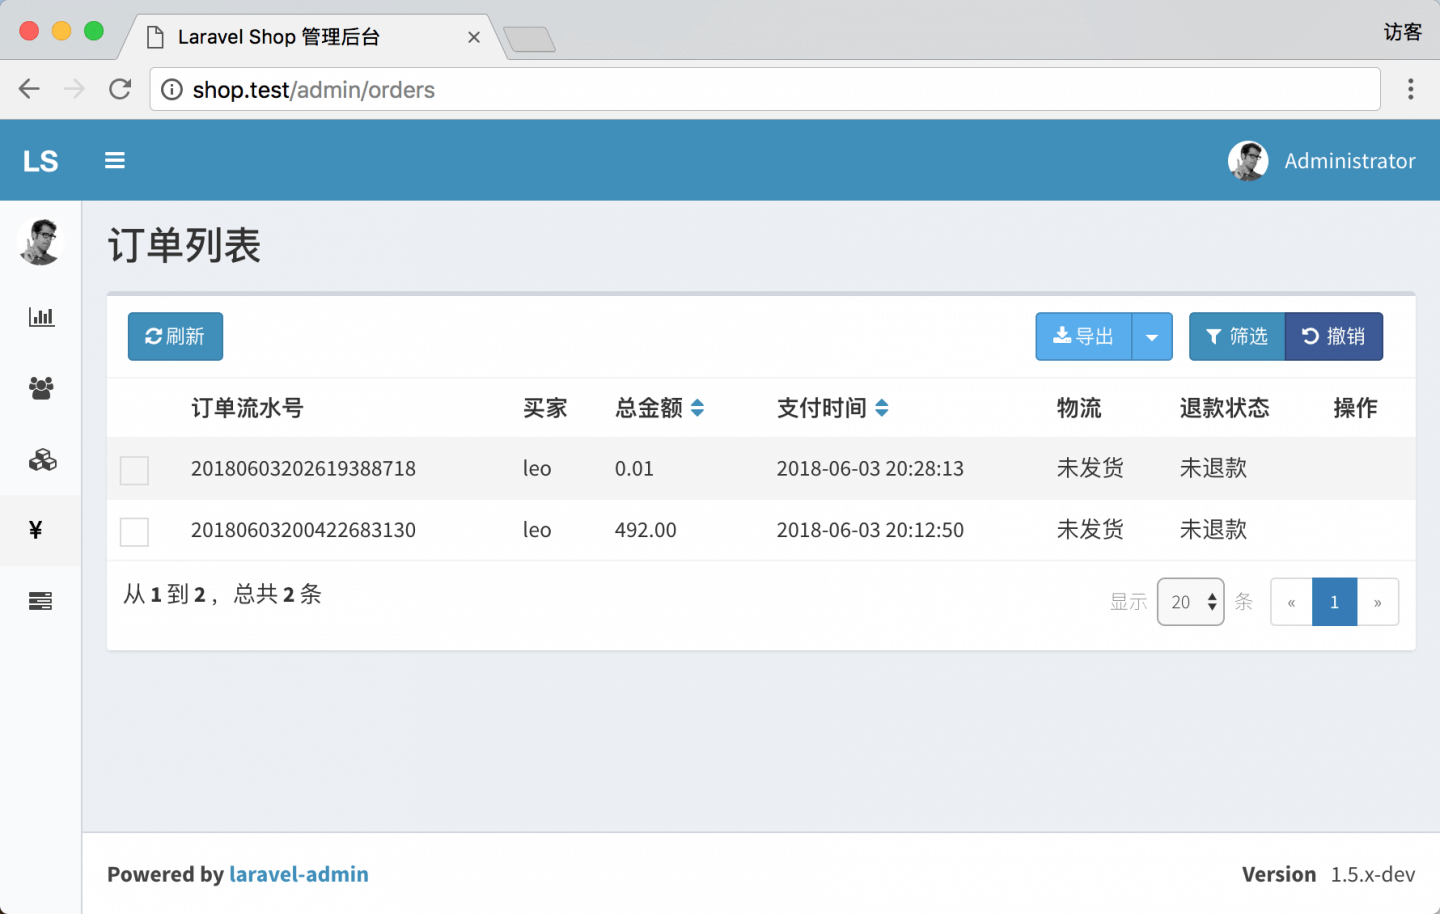 Laravel Shop 管理后台
访客
shop.test/admin/orders
LS
Administrator
订单列表
刷新 导出 筛选 撤销
订单流水号 买家 总金额 支付时间 物流 退款状态 操作
20180603202619388718 leo 0.01 2018-06-03 20:28:13 未发货 未退款
20180603200422683130 leo 492.00 2018-06-03 20:12:50 未发货 未退款
从 1 到 2 ，总共 2 条
显示 20 条 « 1 »
Powered by laravel-admin
Version 1.5.x-dev